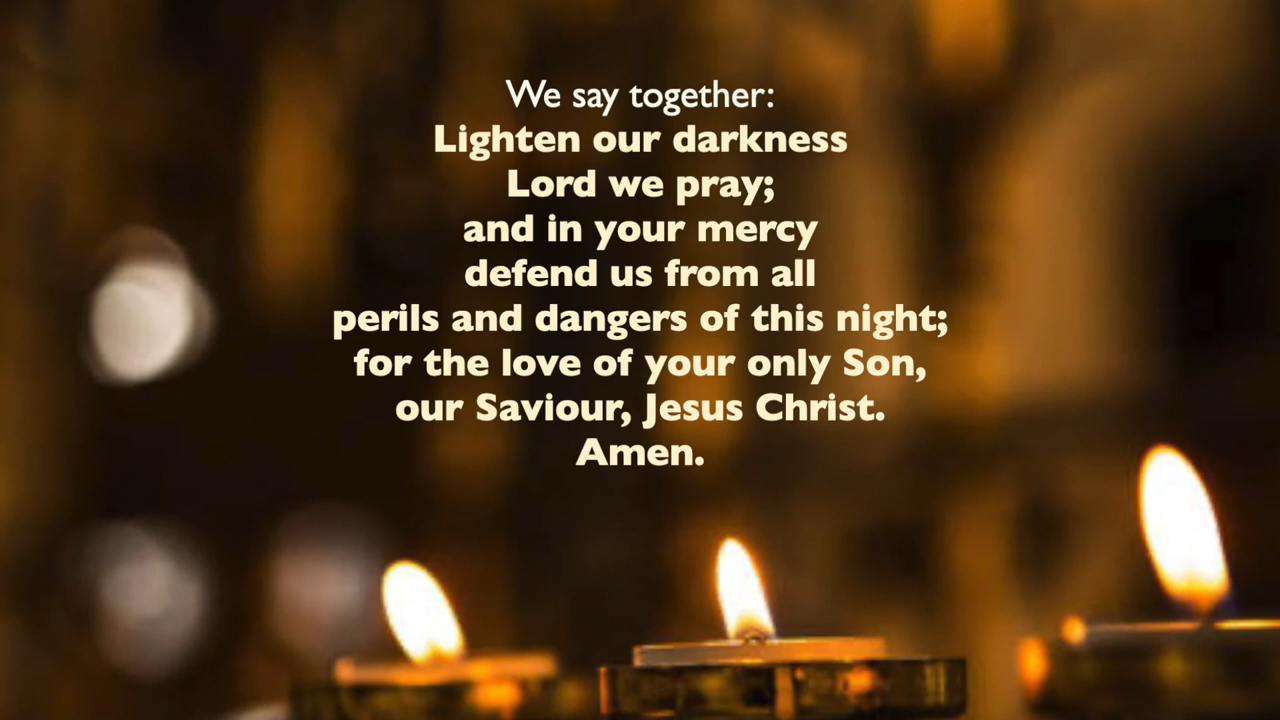 We say together:
Lighten our darkness
Lord we pray;
and in your mercy
defend us from all
perils and dangers of this night;
for the love of your only Son,
our Saviour, Jesus Christ.
Amen.